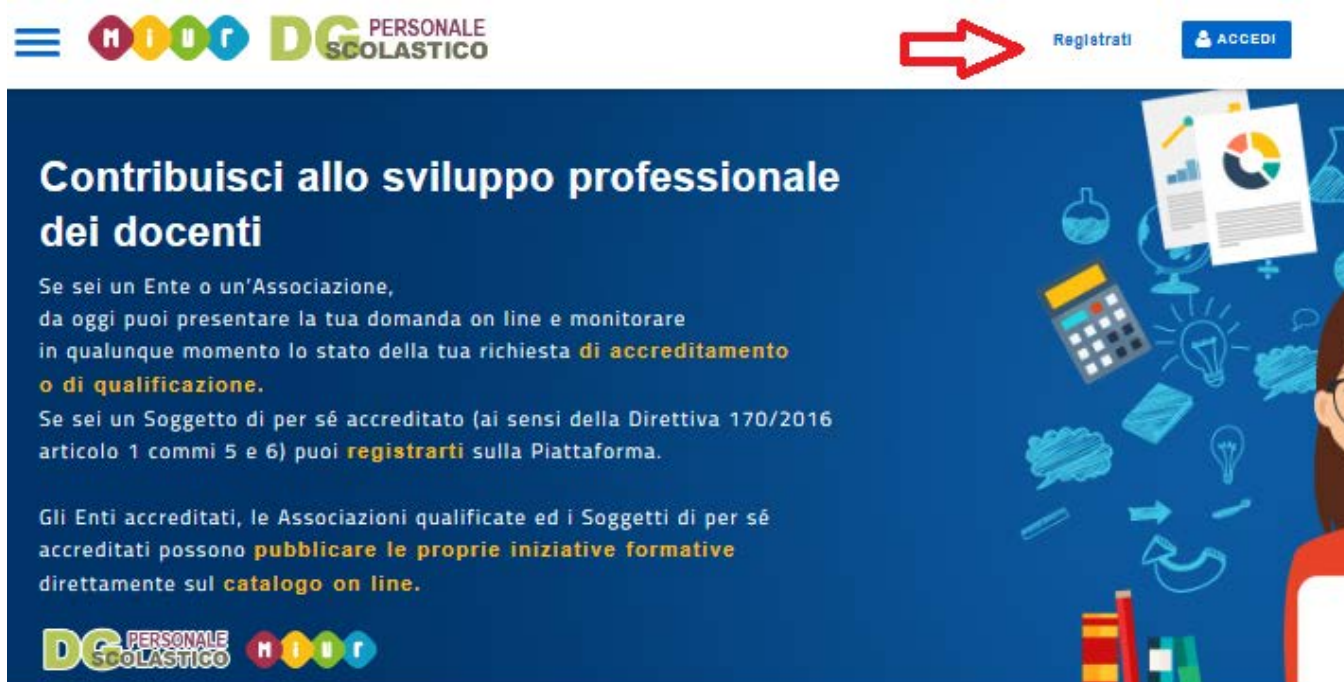 MIUR DG PERSONALE SCOLASTICO
Registrati
ACCEDI
Contribuisci allo sviluppo professionale
dei docenti
Se sei un Ente o un'Associazione,
da oggi puoi presentare la tua domanda on line e monitorare
in qualunque momento lo stato della tua richiesta di accreditamento
o di qualificazione.
Se sei un Soggetto di per sé accreditato (ai sensi della Direttiva 170/2016
articolo 1 commi 5 e 6) puoi registrarti sulla Piattaforma.
Gli Enti accreditati, le Associazioni qualificate ed i Soggetti di per sé
accreditati possono pubblicare le proprie iniziative formative
direttamente sul catalogo on line.
DG PERSONALE SCOLASTICO MIUR